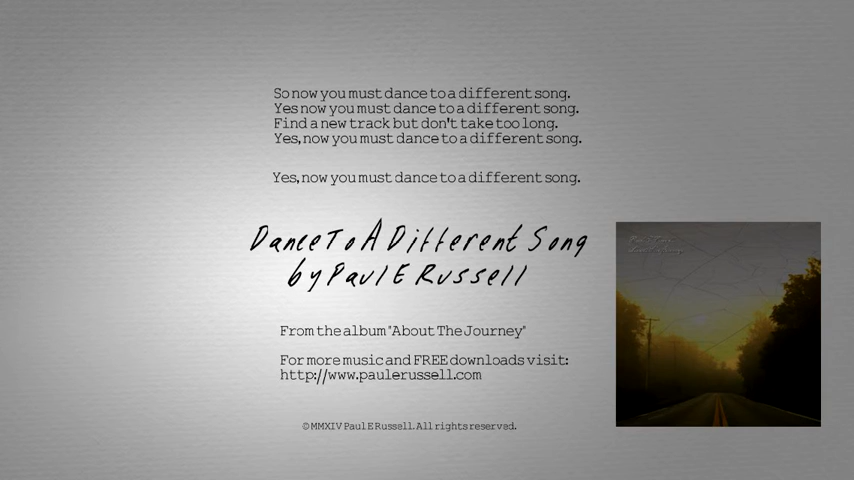 So now you must dance to a different song.
Yes now you must dance to a different song.
Find a new track but don't take too long.
Yes, now you must dance to a different song.
Yes, now you must dance to a different song.
Dance To A Different Song
by Paul E Russell
From the album "About The Journey"
For more music and FREE downloads visit:
http://www.paulerussell.com
© MMXIV Paul E Russell. All rights reserved.